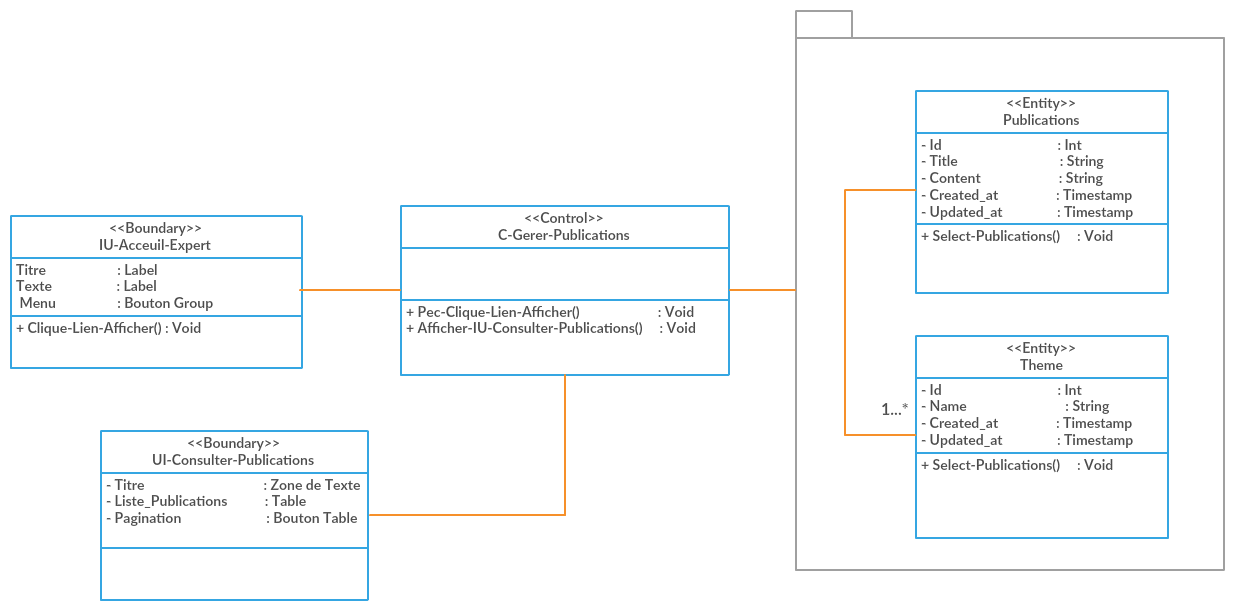 <<Boundary>>
IU-Acceuil-Expert
Titre : Label
Texte : Label
Menu : Bouton Group
+ Clique-Lien-Afficher() : Void
<<Control>>
C-Gerer-Publications
+ Pec-Clique-Lien-Afficher() : Void
+ Afficher-IU-Consulter-Publications() : Void
<<Boundary>>
UI-Consulter-Publications
- Titre : Zone de Texte
- Liste_Publications : Table
- Pagination : Bouton Table
<<Entity>>
Publications
- Id : Int
- Title : String
- Content : String
- Created_at : Timestamp
- Updated_at : Timestamp
+ Select-Publications() : Void
1...*
<<Entity>>
Theme
- Id : Int
- Name : String
- Created_at : Timestamp
- Updated_at : Timestamp
+ Select-Publications() : Void